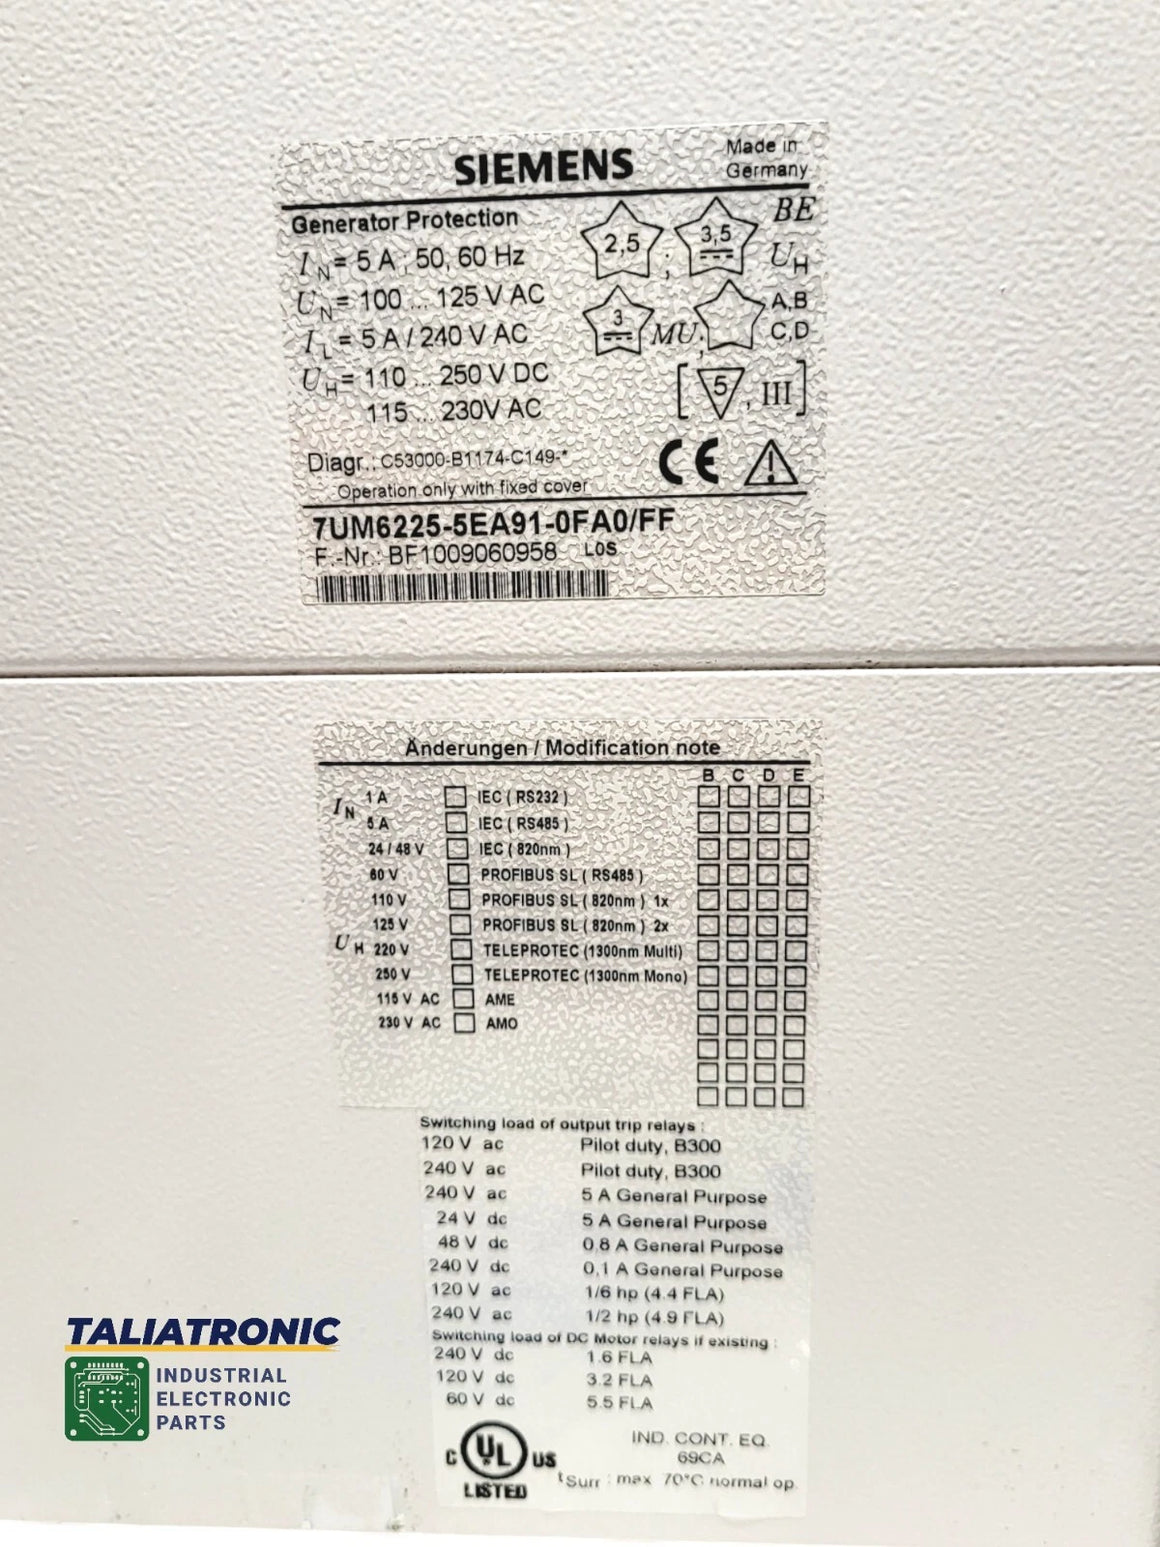 SIEMENS
Made in
Germany
Generator Protection
IN= 5 A ; 50, 60 Hz
UN= 100 ... 125 V AC
IL = 5 A / 240 V AC
UH= 110 ... 250 V DC
115 ... 230V AC
2,5 ; 3,5 BE
UH
3 MU; A,B
C,D
[ 5 , III ]
Diagr.: C53000-B1174-C149-*
CE
Operation only with fixed cover
7UM6225-5EA91-0FA0/FF
F.-Nr.: BF1009060958 L0S
Änderungen / Modification note
B C D E
IN 1 A IEC ( RS232 )
5 A IEC ( RS485 )
24 / 48 V IEC ( 820nm )
60 V PROFIBUS SL ( RS485 )
110 V PROFIBUS SL ( 820nm ) 1x
125 V PROFIBUS SL ( 820nm ) 2x
UH 220 V TELEPROTEC (1300nm Multi)
250 V TELEPROTEC (1300nm Mono)
115 V AC AME
230 V AC AMO
Switching load of output trip relays :
120 V ac Pilot duty, B300
240 V ac Pilot duty, B300
240 V ac 5 A General Purpose
24 V dc 5 A General Purpose
48 V dc 0,8 A General Purpose
240 V dc 0,1 A General Purpose
120 V ac 1/6 hp (4.4 FLA)
240 V ac 1/2 hp (4.9 FLA)
Switching load of DC Motor relays if existing :
240 V dc 1.6 FLA
120 V dc 3.2 FLA
60 V dc 5.5 FLA
C UL US
LISTED
IND. CONT. EQ.
69CA
tSurr : max 70°C normal op.
TALIATRONIC
INDUSTRIAL
ELECTRONIC
PARTS